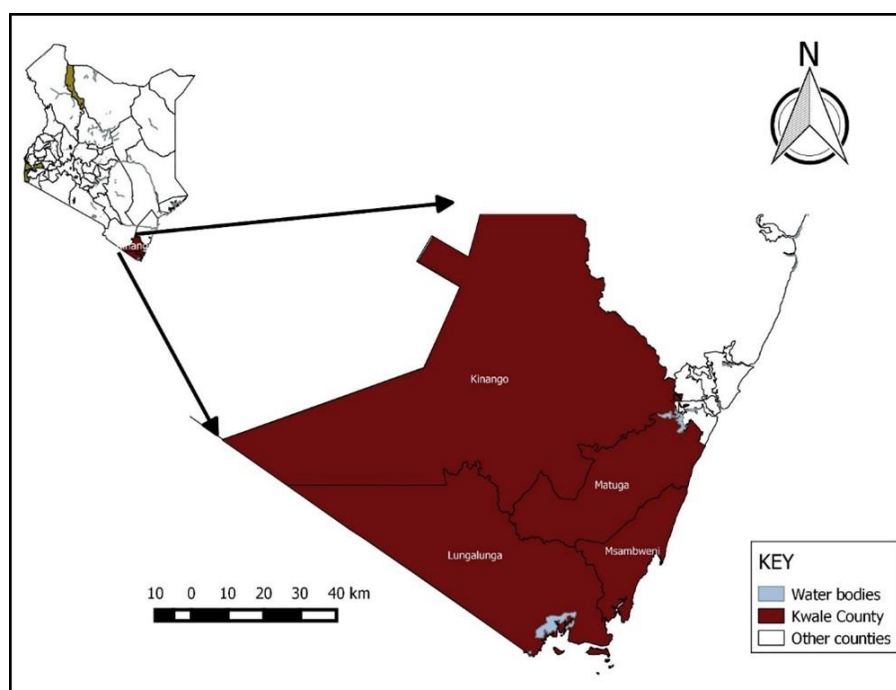 N
Kinango
Matuga
Msambweni
Lungalunga
10 0 10 20 30 40 km
KEY
Water bodies
Kwale County
Other counties